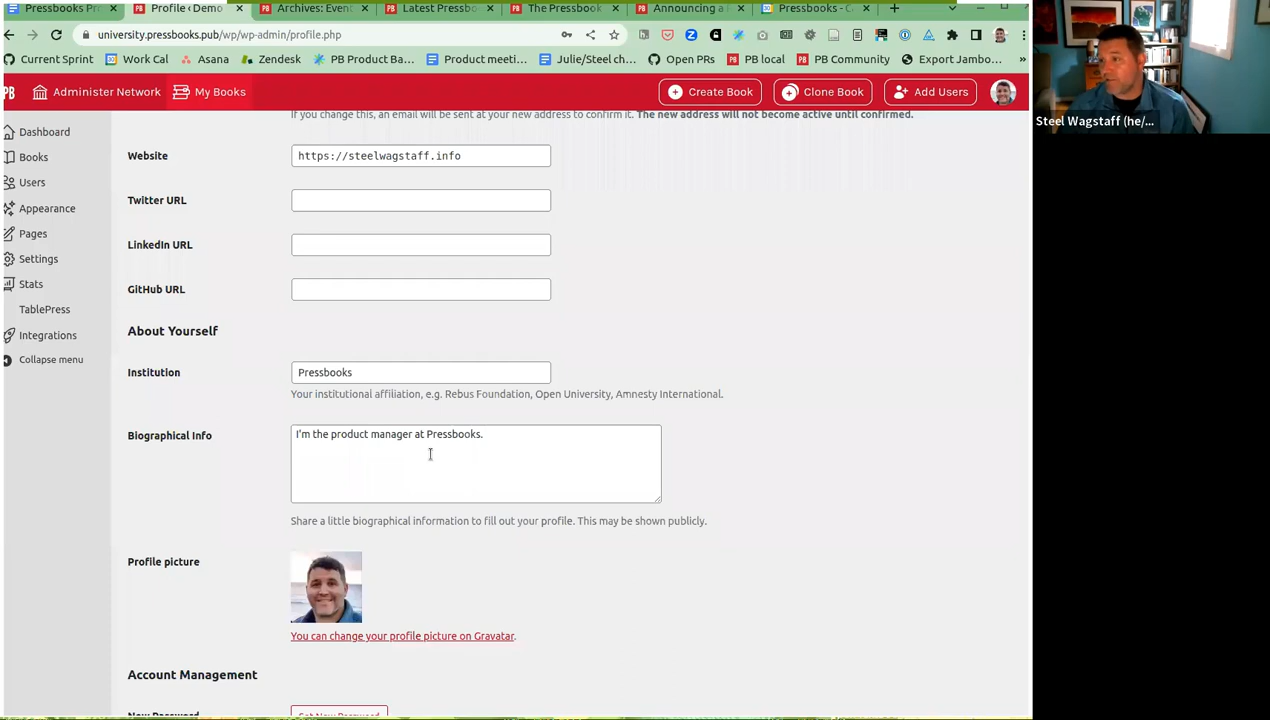 Pressbooks Pr
Profile ‹ Demo
Archives: Event
Latest Pressbo
The Pressbook
Announcing a
Pressbooks - C
university.pressbooks.pub/wp/wp-admin/profile.php
Current Sprint
Work Cal
Asana
Zendesk
PB Product Ba...
Product meeti...
Julie/Steel ch...
Open PRs
PB local
PB Community
Export Jambo...
»
PB
Administer Network
My Books
Create Book
Clone Book
Add Users
Steel Wagstaff (he/...
Dashboard
Books
Users
Appearance
Pages
Settings
Stats
TablePress
Integrations
Collapse menu
If you change this, an email will be sent at your new address to confirm it. The new address will not become active until confirmed.
Website
https://steelwagstaff.info
Twitter URL
LinkedIn URL
GitHub URL
About Yourself
Institution
Pressbooks
Your institutional affiliation, e.g. Rebus Foundation, Open University, Amnesty International.
Biographical Info
I'm the product manager at Pressbooks.
Share a little biographical information to fill out your profile. This may be shown publicly.
Profile picture
You can change your profile picture on Gravatar.
Account Management
New Password
Set New Password